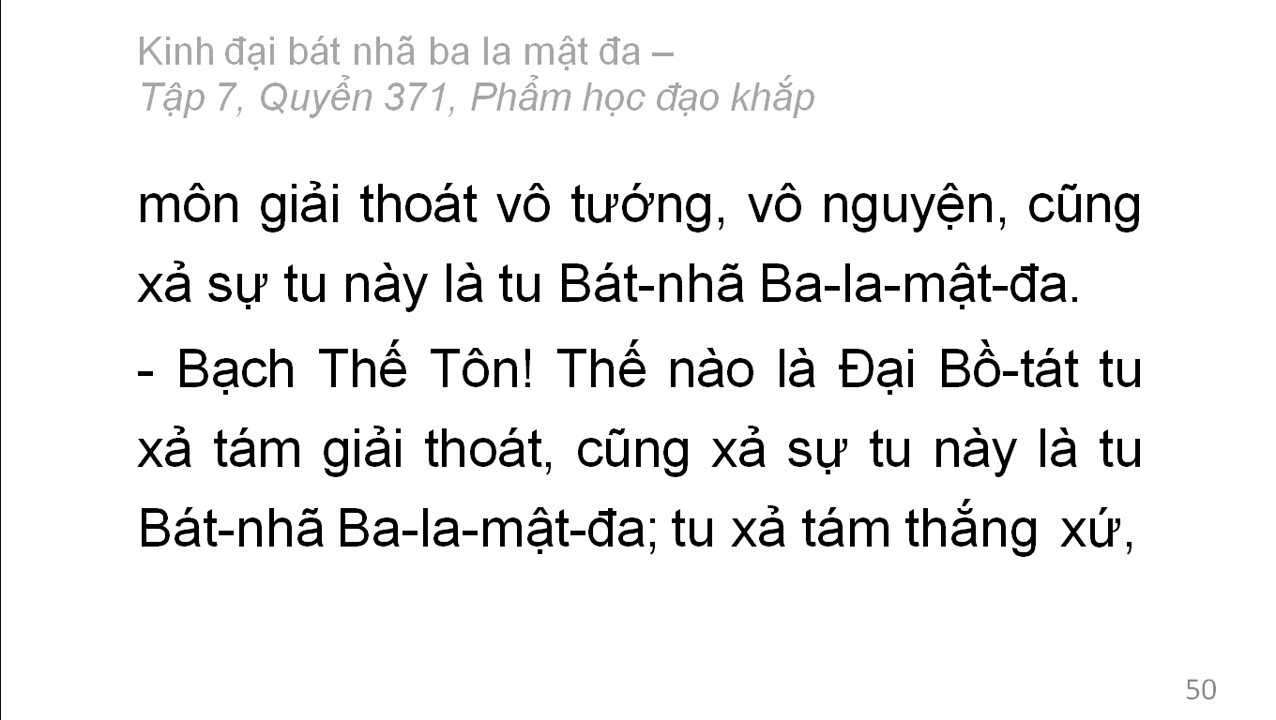 Kinh đại bát nhã ba la mật đa –
Tập 7, Quyển 371, Phẩm học đạo khắp
môn giải thoát vô tướng, vô nguyện, cũng
xả sự tu này là tu Bát-nhã Ba-la-mật-đa.
- Bạch Thế Tôn! Thế nào là Đại Bồ-tát tu
xả tám giải thoát, cũng xả sự tu này là tu
Bát-nhã Ba-la-mật-đa; tu xả tám thắng xứ,
50